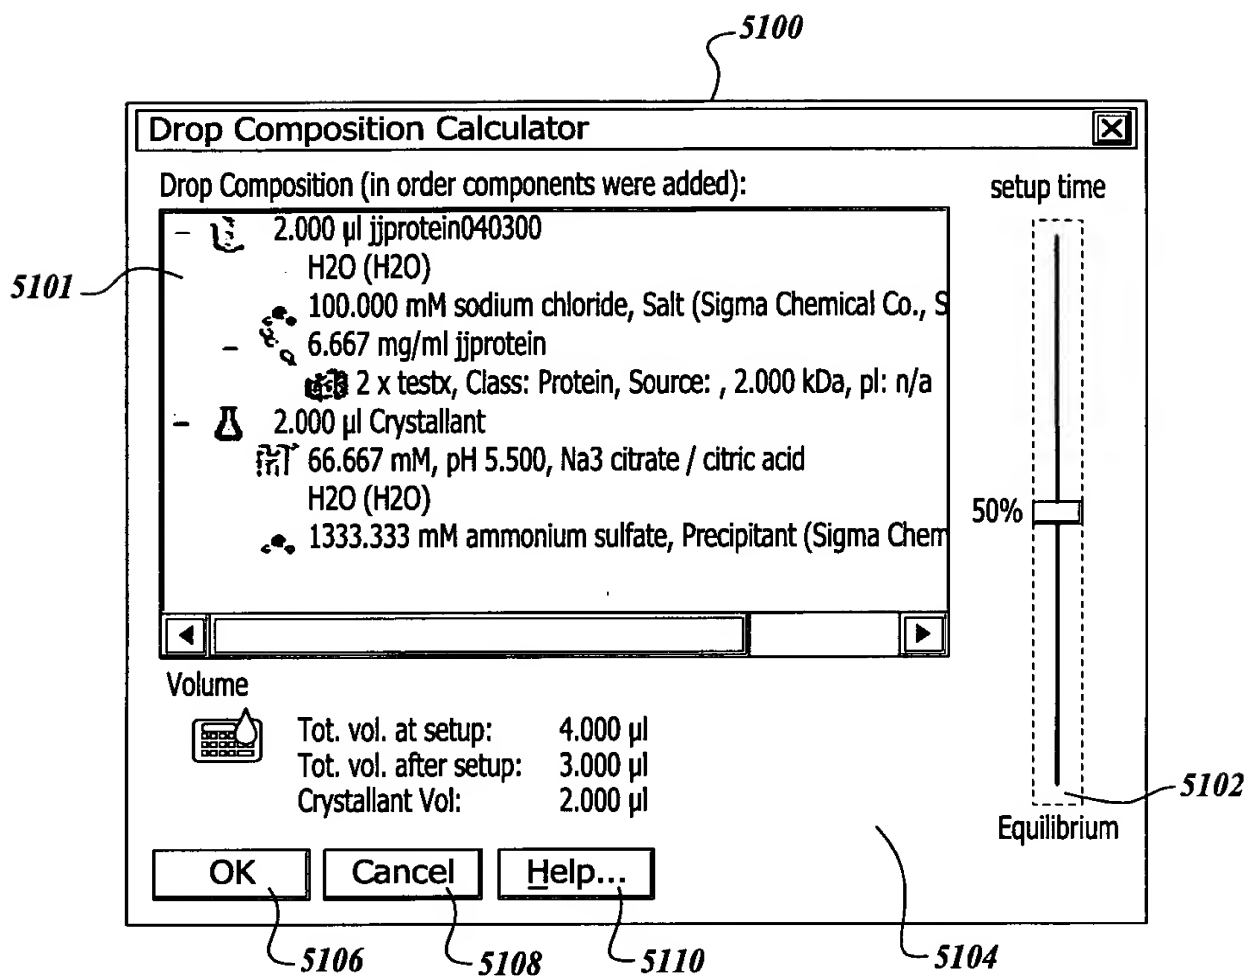 5100
Drop Composition Calculator
Drop Composition (in order components were added):
setup time
2.000 µl jjprotein040300
H2O (H2O)
5101
100.000 mM sodium chloride, Salt (Sigma Chemical Co., S
6.667 mg/ml jjprotein
2 x testx, Class: Protein, Source: , 2.000 kDa, pI: n/a
2.000 µl Crystallant
66.667 mM, pH 5.500, Na3 citrate / citric acid
H2O (H2O)
50%
1333.333 mM ammonium sulfate, Precipitant (Sigma Chem
Volume
Tot. vol. at setup: 4.000 µl
Tot. vol. after setup: 3.000 µl
Crystallant Vol: 2.000 µl
5102
Equilibrium
OK
Cancel
Help...
5106
5108
5110
5104